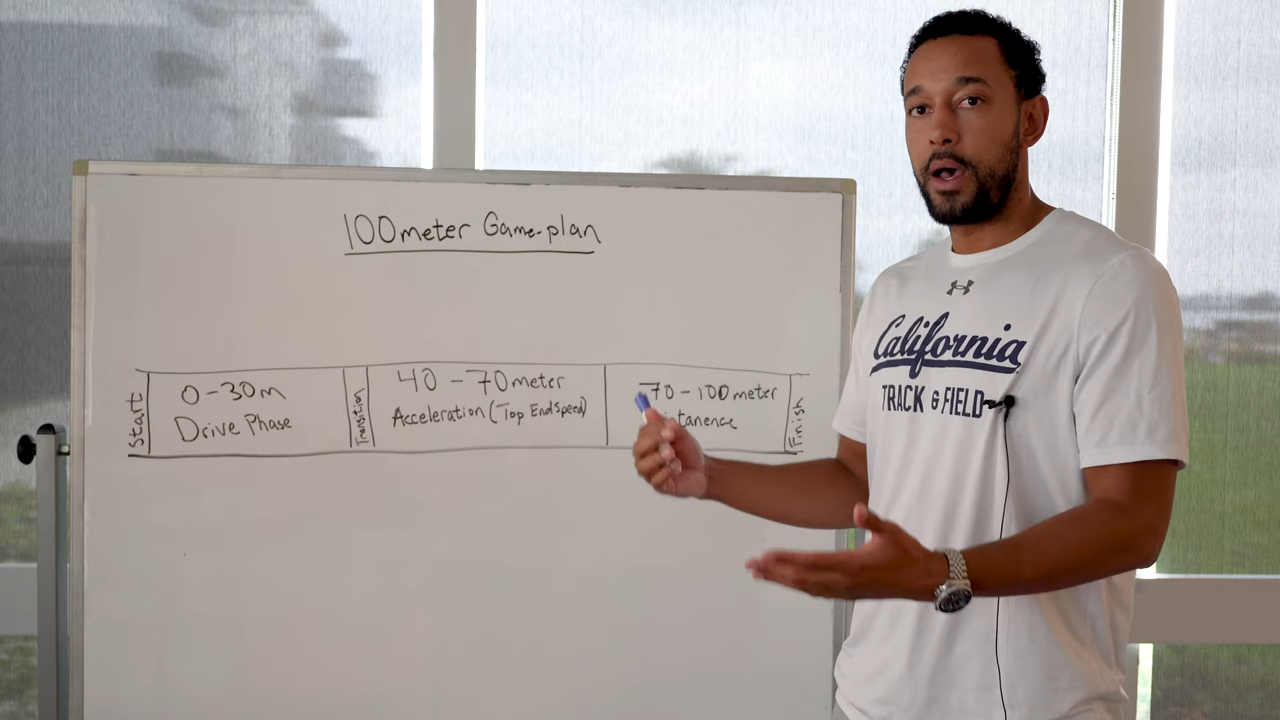 100 meter Game-plan
Start
0-30m
Drive Phase
Transition
40-70 meter
Acceleration (Top End Speed)
70-100 meter
Finish
California
TRACK & FIELD